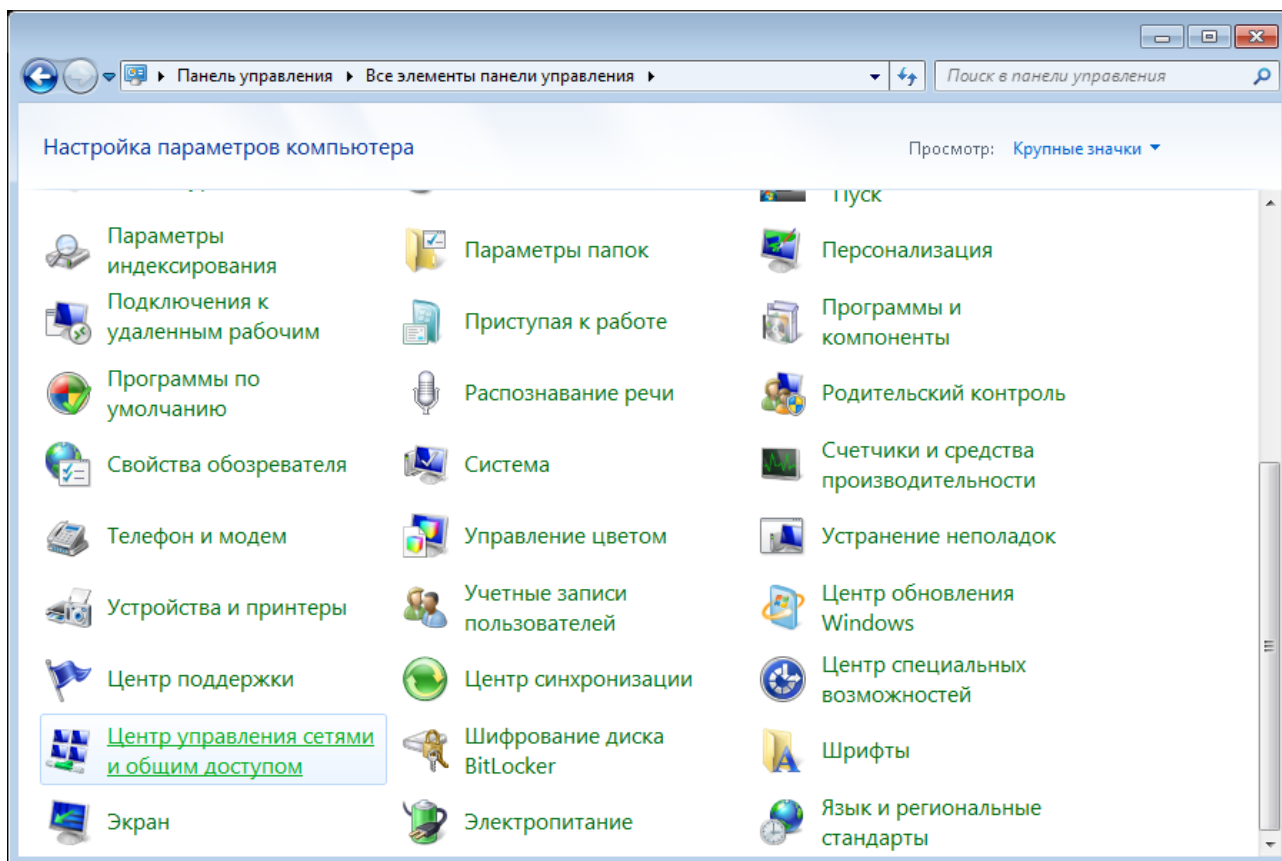 Панель управления
Все элементы панели управления
Поиск в панели управления
Настройка параметров компьютера
Просмотр: Крупные значки
Пуск
Параметры
индексирования
Параметры папок
Персонализация
Подключения к
удаленным рабочим
Приступая к работе
Программы и
компоненты
Программы по
умолчанию
Распознавание речи
Родительский контроль
Свойства обозревателя
Система
Счетчики и средства
производительности
Телефон и модем
Управление цветом
Устранение неполадок
Устройства и принтеры
Учетные записи
пользователей
Центр обновления
Windows
Центр поддержки
Центр синхронизации
Центр специальных
возможностей
Центр управления сетями
и общим доступом
Шифрование диска
BitLocker
Шрифты
Экран
Электропитание
Язык и региональные
стандарты